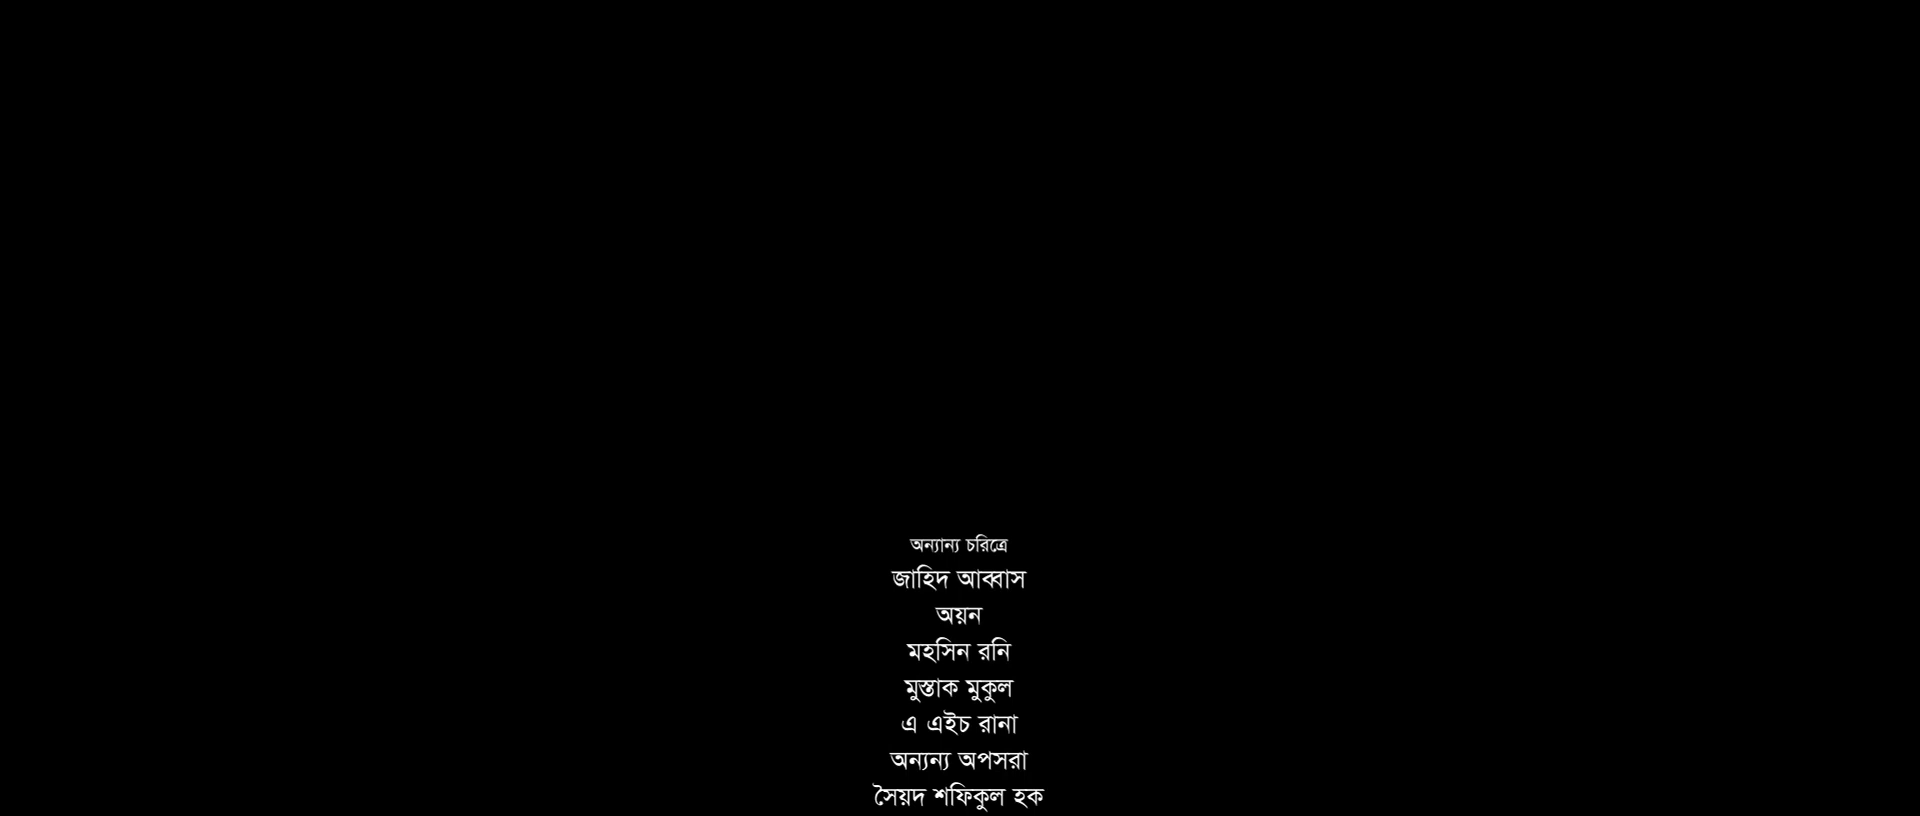 অন্যান্য চরিত্রে
জাহিদ আব্বাস
অয়ন
মহসিন রনি
মুস্তাক মুকুল
এ এইচ রানা
অন্যন্য অপসরা
সৈয়দ শফিকুল হক